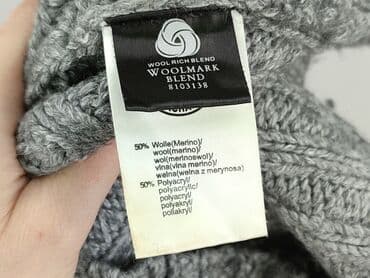 WOOL RICH BLEND
WOOLMARK
BLEND
8103138
50% Wolle(Merino)/
wool(merino)/
wol(merinoswol)/
vlna(vlna merino)/
wełna(wełna z merynosa)
50% Polyacryl/
polyacrylic/
polyacryl/
polyakryl/
poliakryl/